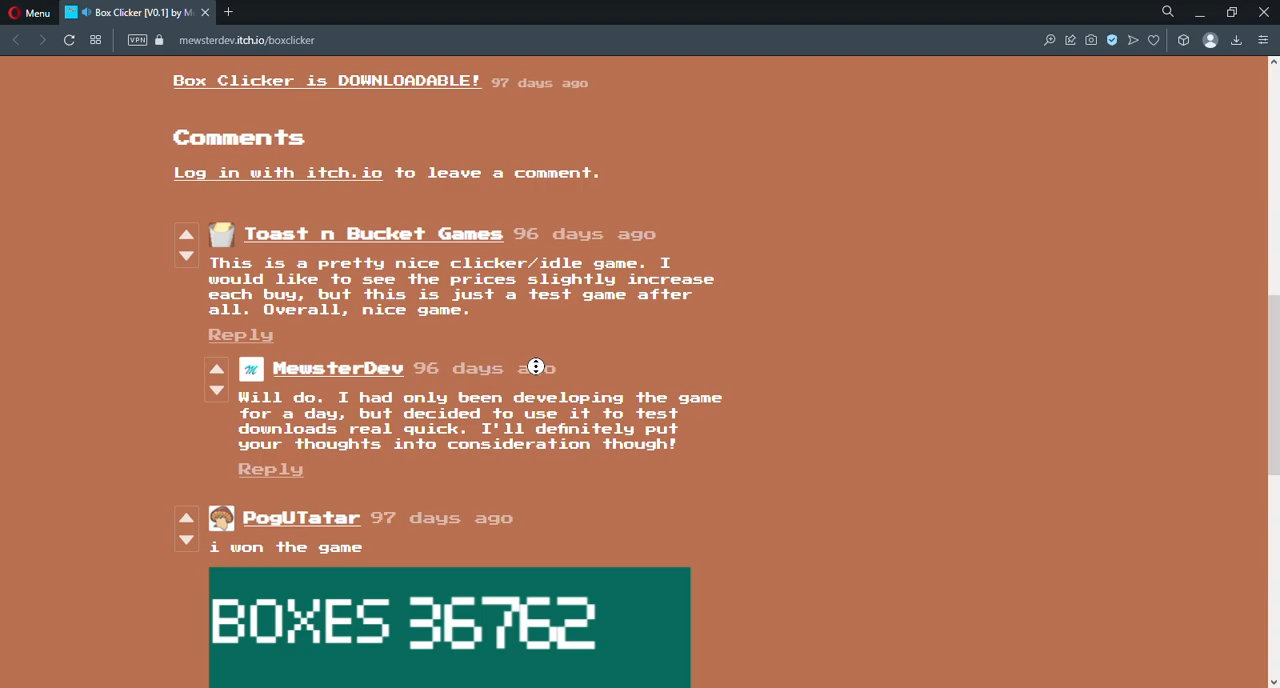 Menu
Box Clicker [V0.1] by M
VPN
mewsterdev.itch.io/boxclicker
Box Clicker is DOWNLOADABLE! 97 days ago
Comments
Log in with itch.io to leave a comment.
Toast n Bucket Games 96 days ago
This is a pretty nice clicker/idle game. I
would like to see the prices slightly increase
each buy, but this is just a test game after
all. Overall, nice game.
Reply
MewsterDev 96 days ago
Will do. I had only been developing the game
for a day, but decided to use it to test
downloads real quick. I'll definitely put
your thoughts into consideration though!
Reply
PogUTatar 97 days ago
i won the game
BOXES 36762